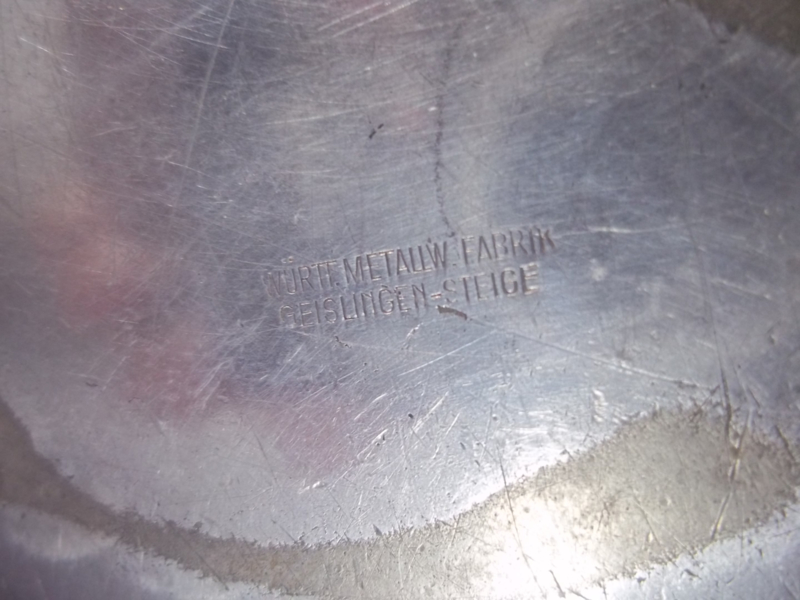 WÜRTT. METALLW. FABRIK
GEISLINGEN-STEIGE